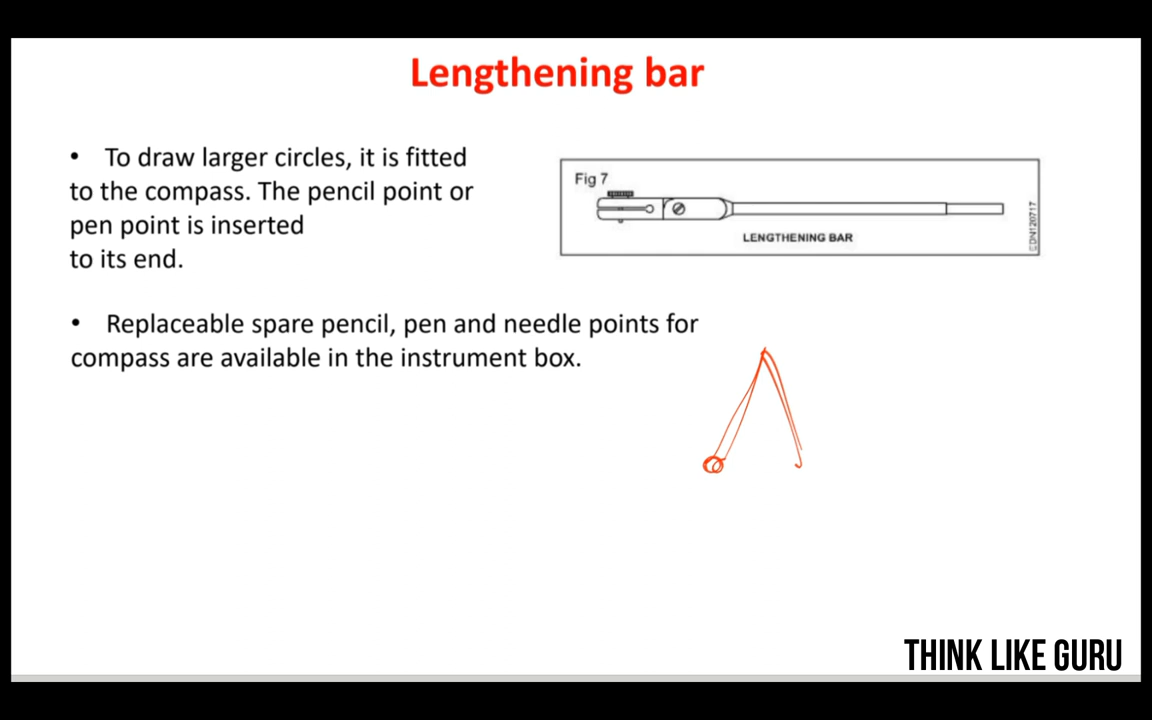 Lengthening bar
• To draw larger circles, it is fitted
to the compass. The pencil point or
pen point is inserted
to its end.
Fig 7
LENGTHENING BAR
EDN120717
• Replaceable spare pencil, pen and needle points for
compass are available in the instrument box.
THINK LIKE GURU